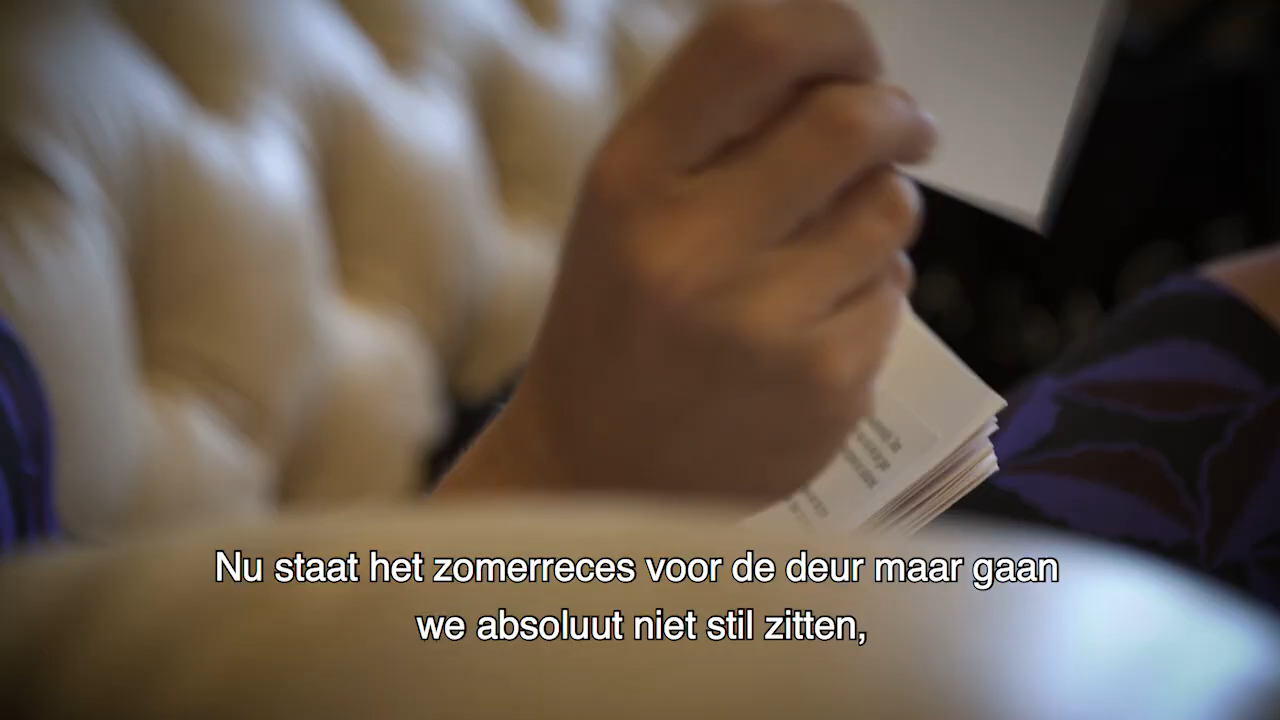 Nu staat het zomerreces voor de deur maar gaan
we absoluut niet stil zitten,